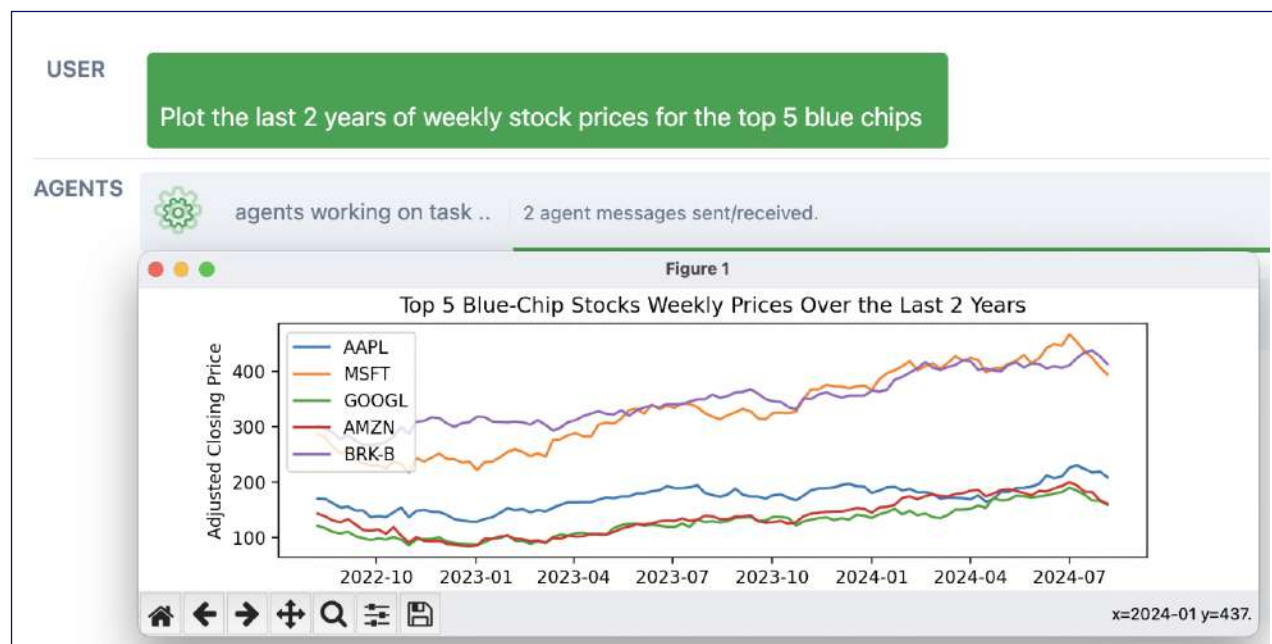 USER
Plot the last 2 years of weekly stock prices for the top 5 blue chips
AGENTS
agents working on task .. 2 agent messages sent/received.
Figure 1
Top 5 Blue-Chip Stocks Weekly Prices Over the Last 2 Years
Adjusted Closing Price
400
300
200
100
AAPL
MSFT
GOOGL
AMZN
BRK-B
2022-10 2023-01 2023-04 2023-07 2023-10 2024-01 2024-04 2024-07
x=2024-01 y=437.